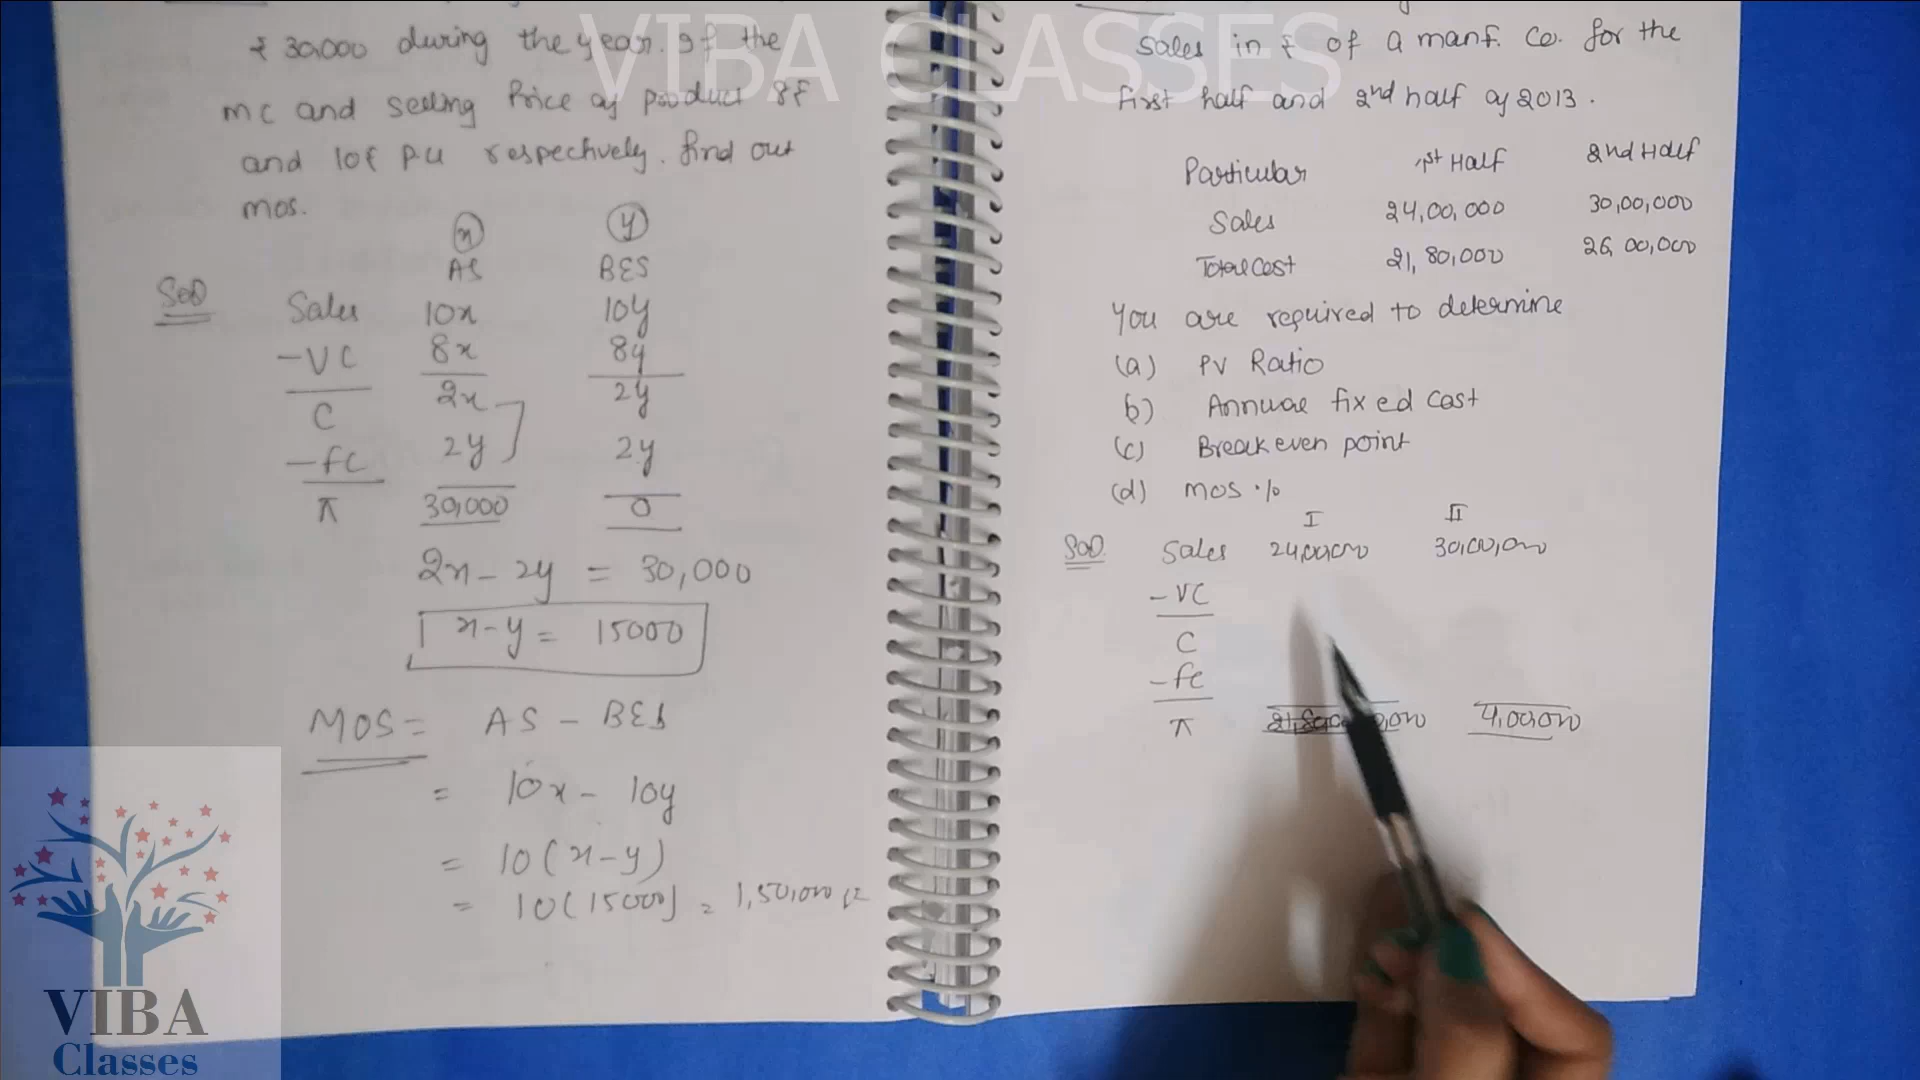 VIBA CLASSES
₹ 30,000 during the year. If the
MC and selling Price of product 8₹
and 10₹ P.U respectively. find out
MOS.
x y
AS BES
Sol Sales 10x 10y
-VC 8x 8y
C 2x 2y
-FC 2y 2y
π 30,000 0
2x - 2y = 30,000
x-y = 15000
MOS = AS - BES
= 10x - 10y
= 10(x-y)
= 10(15000) = 1,50,000
Sales in ₹ of a manf. Co. for the
first half and 2nd half of 2013.
Particular 1st Half 2nd Half
Sales 24,00,000 30,00,000
Total Cost 21,80,000 26,00,000
You are required to determine
(a) PV Ratio
b) Annual fixed Cost
(c) Break even point
(d) MOS %
I II
Sol Sales 24,00,000 30,00,000
-VC
C
-FC
π 4,00,000
VIBA
Classes